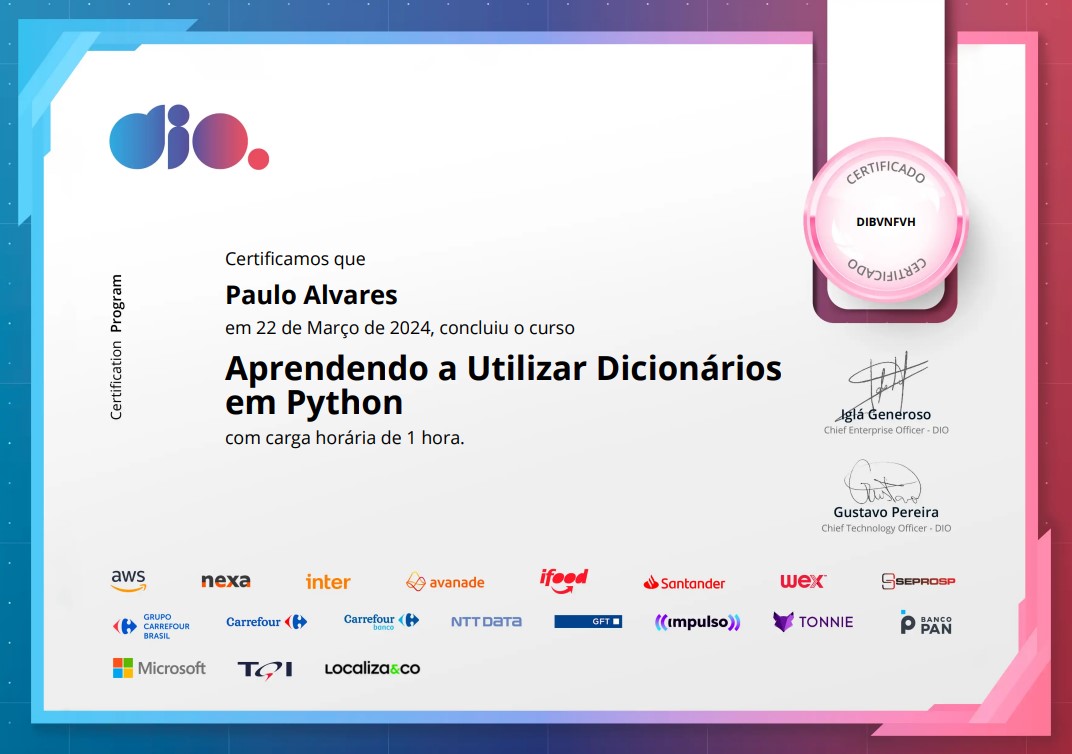 dio.
CERTIFICADO
DIBVNFVH
CERTIFICADO
Certification Program
Certificamos que
Paulo Alvares
em 22 de Março de 2024, concluiu o curso
Aprendendo a Utilizar Dicionários
em Python
com carga horária de 1 hora.
Iglá Generoso
Chief Enterprise Officer - DIO
Gustavo
Gustavo Pereira
Chief Technology Officer - DIO
aws nexa inter avanade ifood Santander wex SEPROSP
GRUPO
CARREFOUR
BRASIL
Carrefour
Carrefour
banco
NTT DATA
GFT
((impulso))
TONNIE
BANCO
PAN
Microsoft TQI Localiza&co